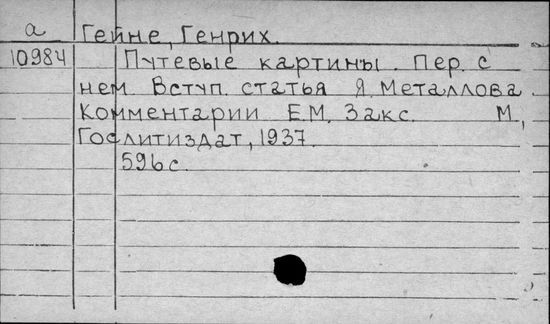 а Гейне, Генрих.
10984 Путевые картины. Пер. с
нем. Вступ. статья Я. Металлова.
Комментарии Е.М. Закс. М.,
Гослитиздат, 1937.
596 с.